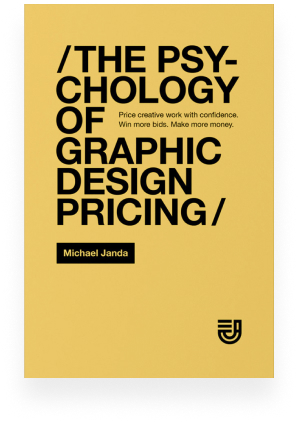 /THE PSY-
CHOLOGY
OF
Price creative work with confidence.
Win more bids. Make more money.
GRAPHIC
DESIGN
PRICING/
Michael Janda